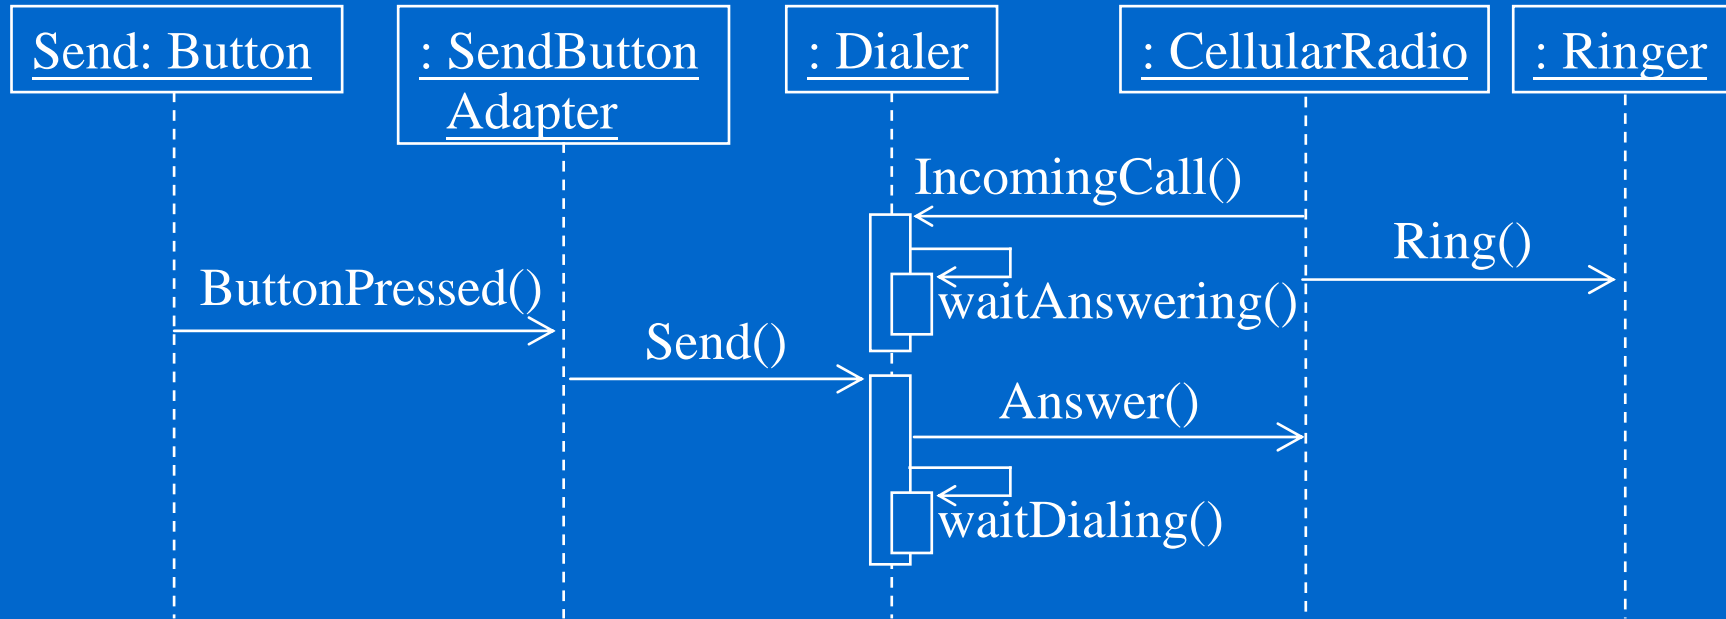 Send: Button
: SendButton
Adapter
: Dialer
: CellularRadio
: Ringer
IncomingCall()
Ring()
ButtonPressed()
waitAnswering()
Send()
Answer()
waitDialing()